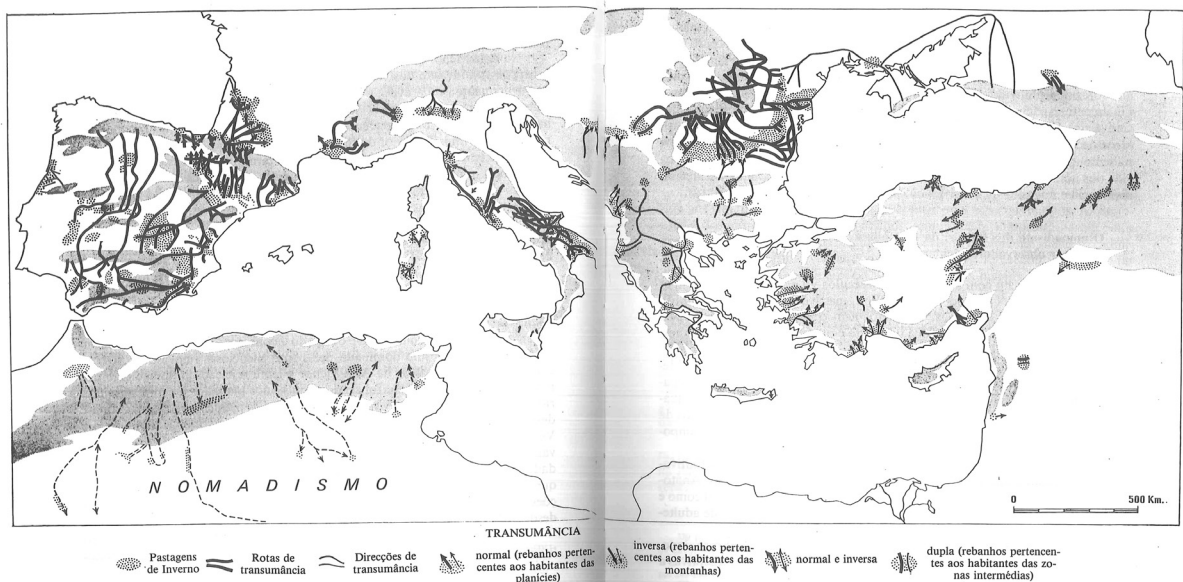 NOMADISMO
0 500 Km.
TRANSUMÂNCIA
Pastagens
de Inverno
Rotas de
transumância
Direcções de
transumância
normal (rebanhos perten-
centes aos habitantes das
planícies)
inversa (rebanhos perten-
centes aos habitantes das
montanhas)
normal e inversa
dupla (rebanhos pertencen-
tes aos habitantes das zo-
nas intermédias)